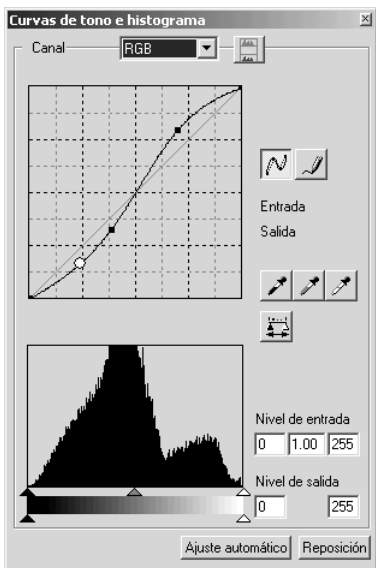 Curvas de tono e histograma
Canal RGB
Entrada
Salida
Nivel de entrada
0 1.00 255
Nivel de salida
0 255
Ajuste automático Reposición